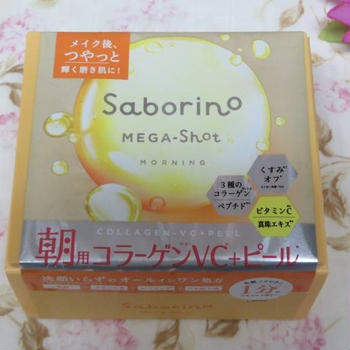 メイク後、
つやっと
輝く磨き肌に!
Saborino
MEGA-Shot
MORNING
くすみ
オフ
3種の
コラーゲン
ペプチド
ビタミンC
真珠エキス
COLLAGEN-VC+PEEL
朝用コラーゲンVC+ピール
洗顔いらずのオールインワン処方
1分